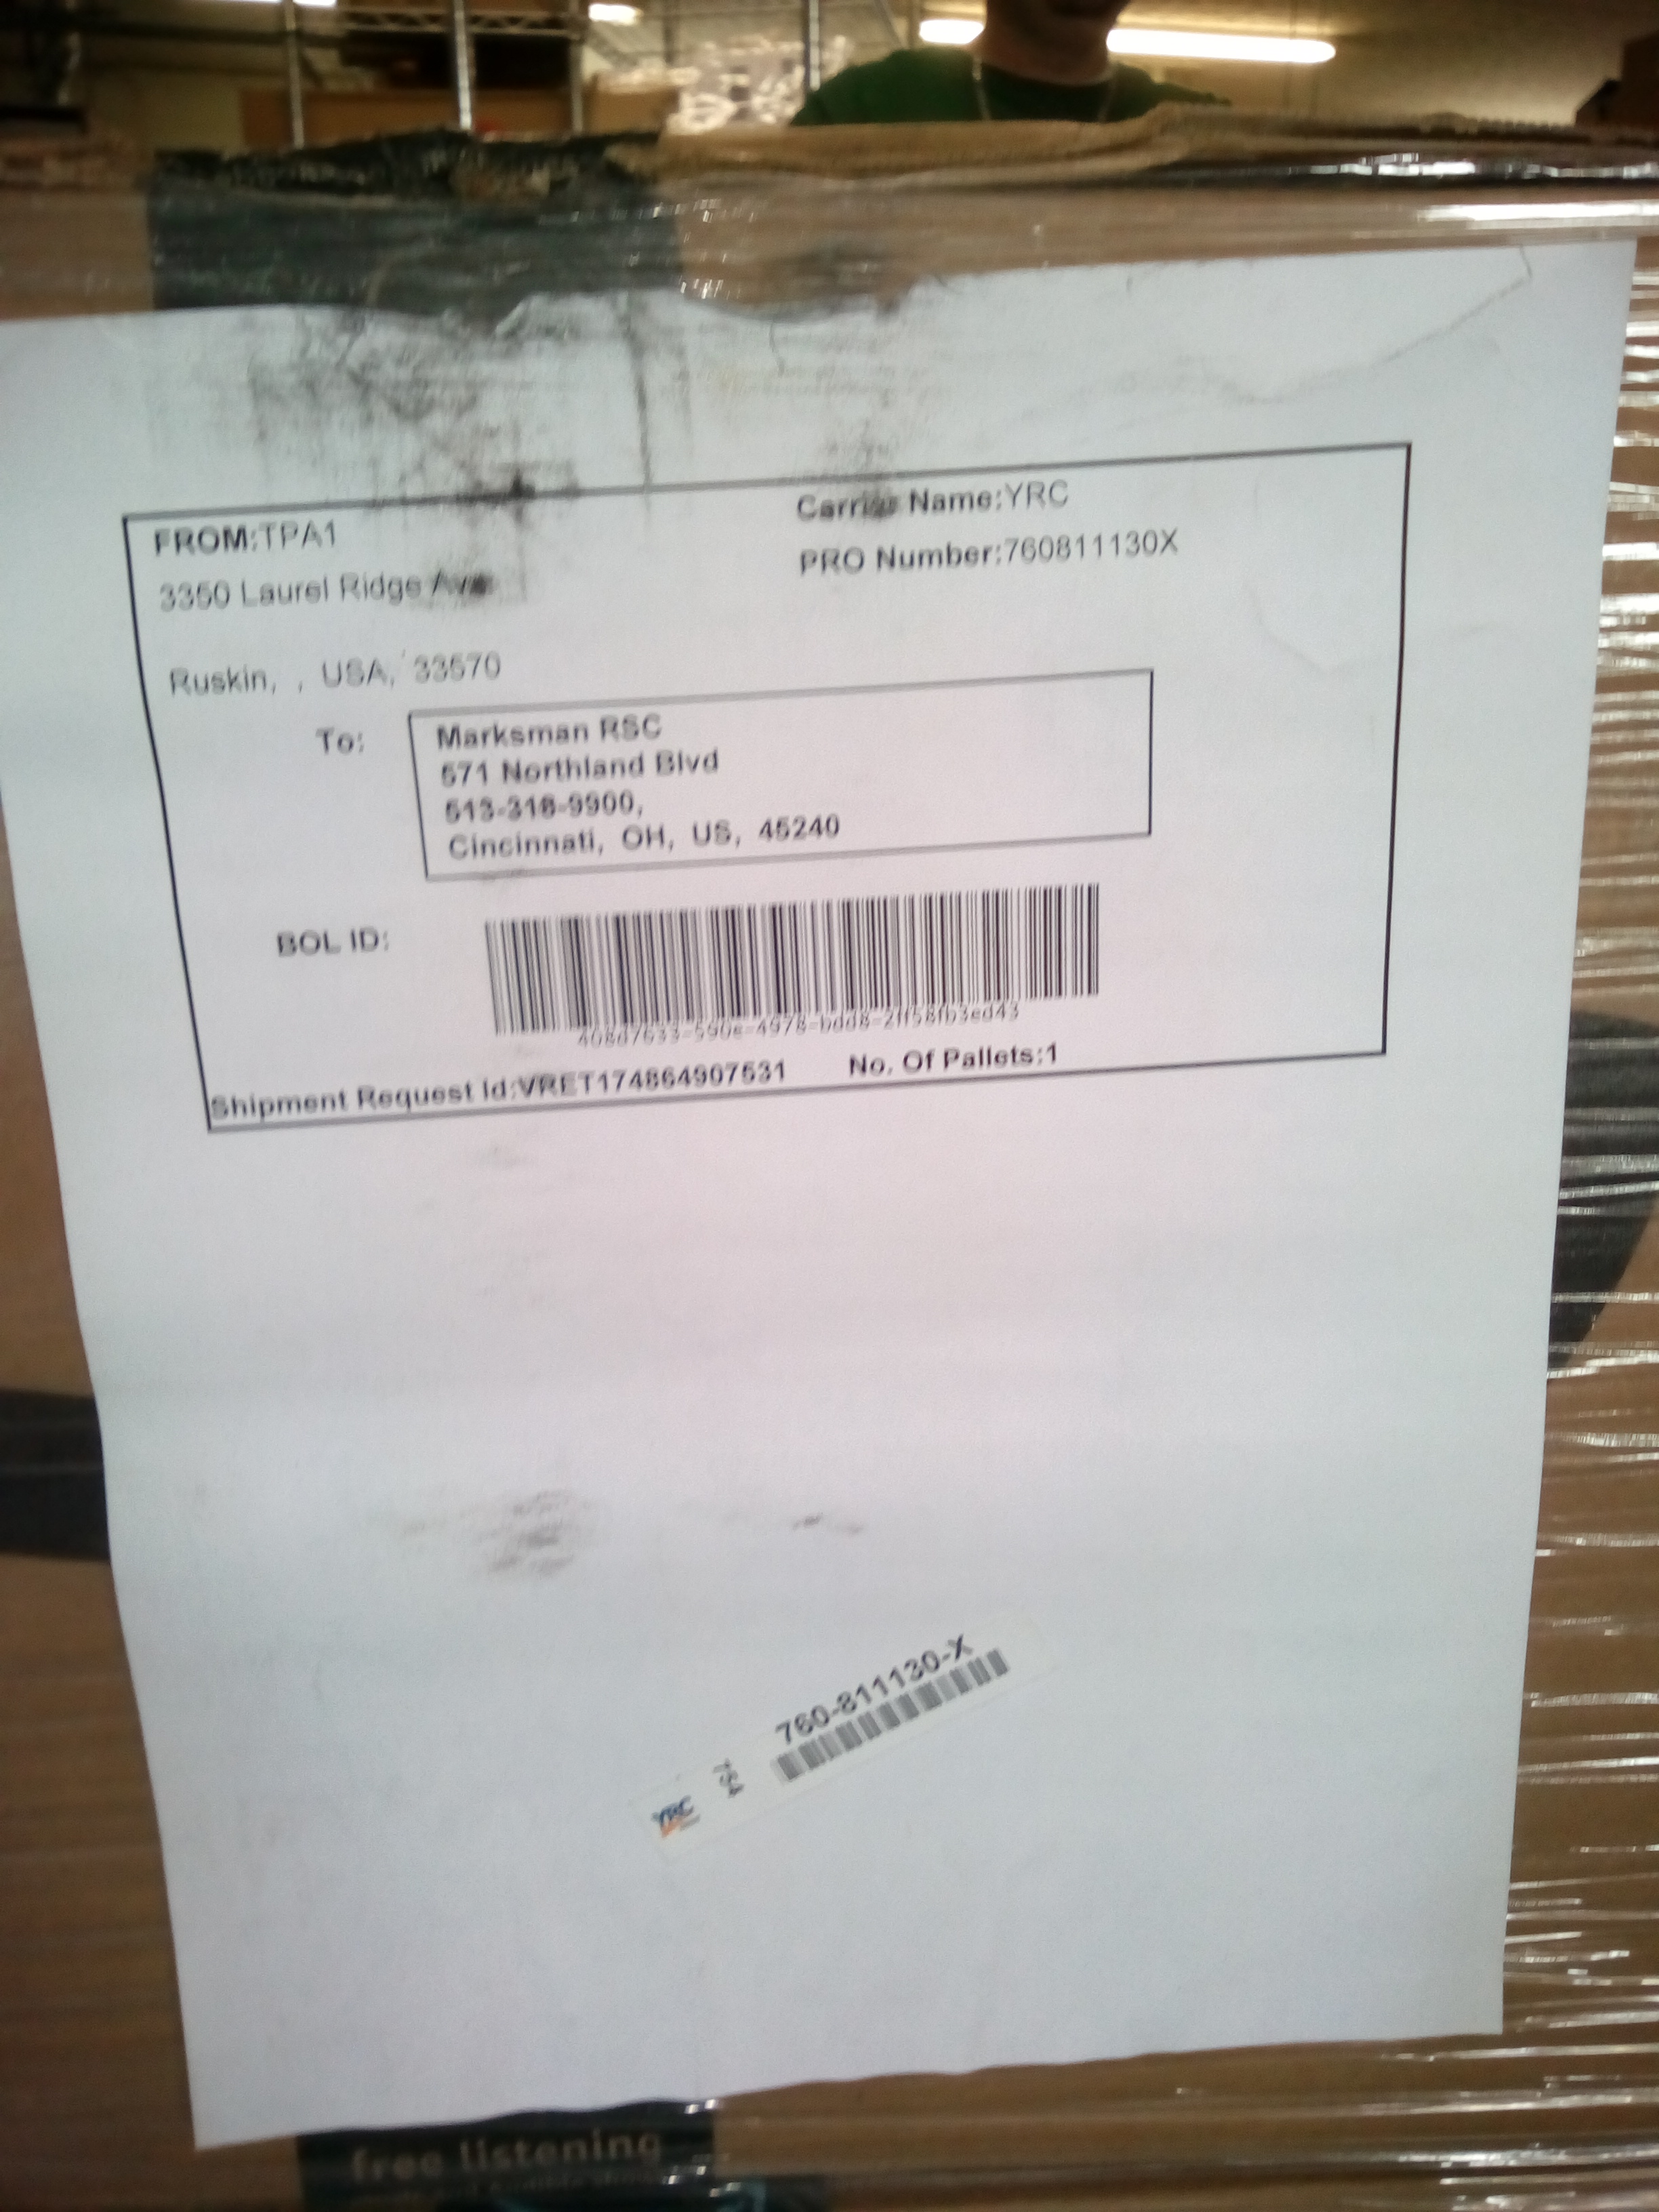 FROM:TPA1
Carrier Name:YRC
3350 Laurel Ridge Ave
PRO Number:760811130X
Ruskin, , USA, 33570
To:
Marksman RSC
571 Northland Blvd
513-318-9900,
Cincinnati, OH, US, 45240
BOL ID:
Shipment Request Id:VRET174864907531
No. Of Pallets:1
760-811130-X
YRC
free listening